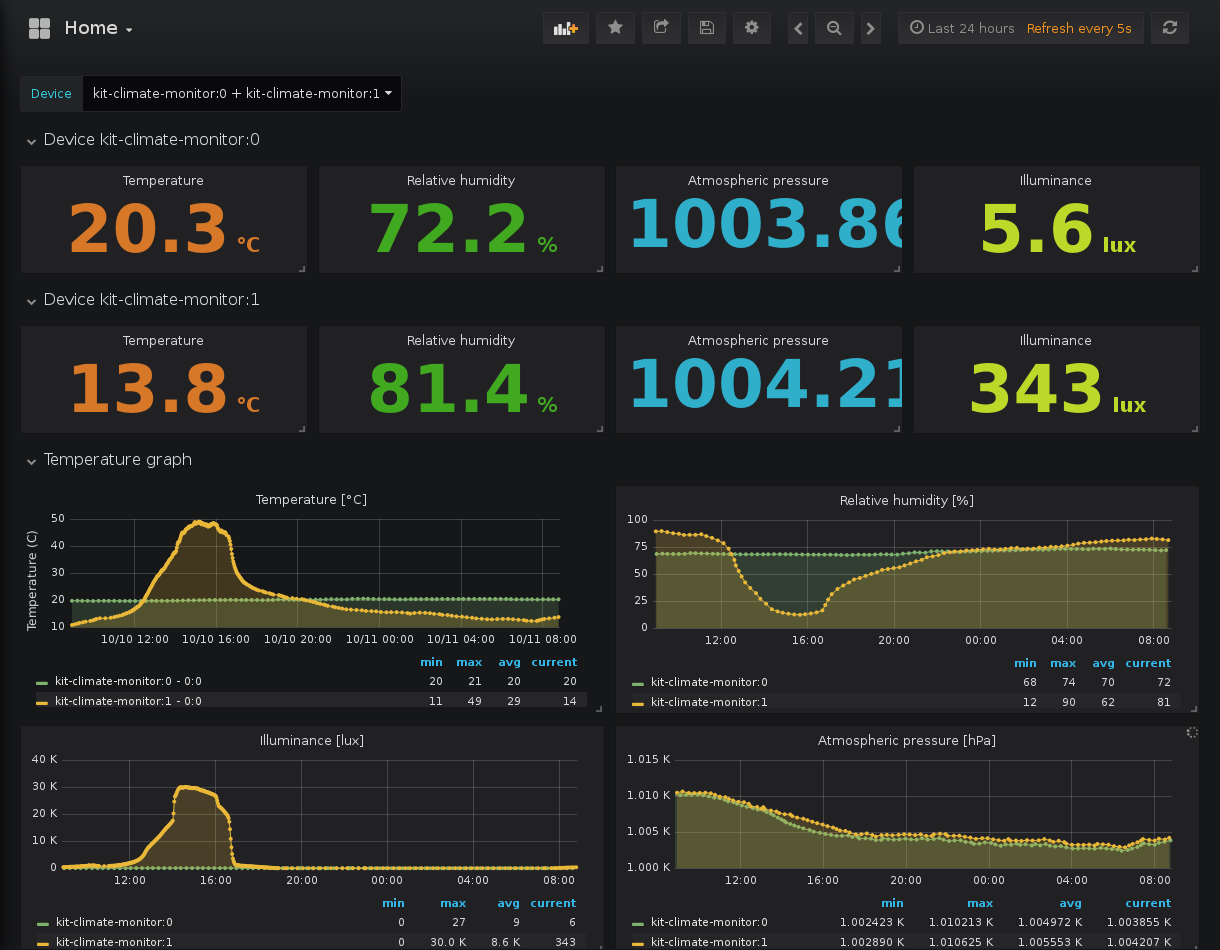 Home
Last 24 hours Refresh every 5s
Device kit-climate-monitor:0 + kit-climate-monitor:1
Device kit-climate-monitor:0
Temperature
20.3 °C
Relative humidity
72.2 %
Atmospheric pressure
1003.86
Illuminance
5.6 lux
Device kit-climate-monitor:1
Temperature
13.8 °C
Relative humidity
81.4 %
Atmospheric pressure
1004.21
Illuminance
343 lux
Temperature graph
Temperature [°C]
Temperature (C)
50
40
30
20
10
10/10 12:00 10/10 16:00 10/10 20:00 10/11 00:00 10/11 04:00 10/11 08:00
min max avg current
kit-climate-monitor:0 - 0:0 20 21 20 20
kit-climate-monitor:1 - 0:0 11 49 29 14
Relative humidity [%]
100
75
50
25
0
12:00 16:00 20:00 00:00 04:00 08:00
min max avg current
kit-climate-monitor:0 68 74 70 72
kit-climate-monitor:1 12 90 62 81
Illuminance [lux]
40 K
30 K
20 K
10 K
0
12:00 16:00 20:00 00:00 04:00 08:00
min max avg current
kit-climate-monitor:0 0 27 9 6
kit-climate-monitor:1 0 30.0 K 8.6 K 343
Atmospheric pressure [hPa]
1.015 K
1.010 K
1.005 K
1.000 K
12:00 16:00 20:00 00:00 04:00 08:00
min max avg current
kit-climate-monitor:0 1.002423 K 1.010213 K 1.004972 K 1.003855 K
kit-climate-monitor:1 1.002890 K 1.010625 K 1.005553 K 1.004207 K